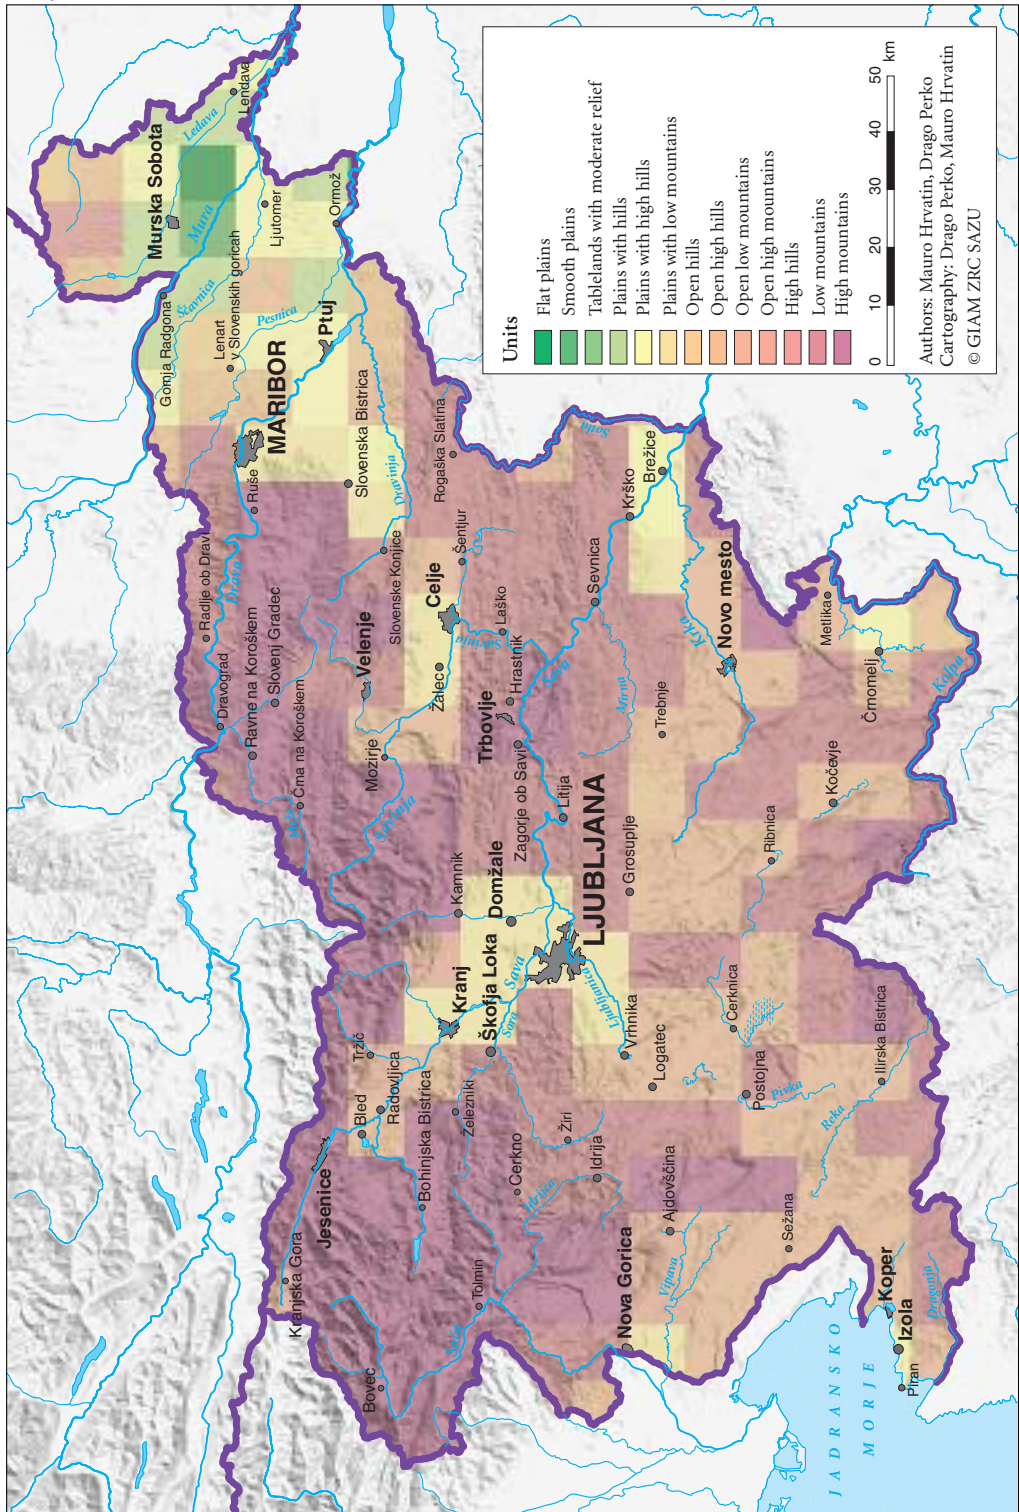 Units
Flat plains
Smooth plains
Tablelands with moderate relief
Plains with hills
Plains with high hills
Plains with low mountains
Open hills
Open high hills
Open low mountains
Open high mountains
High hills
Low mountains
High mountains
0 10 20 30 40 50 km
Authors: Mauro Hrvatin, Drago Perko
Cartography: Drago Perko, Mauro Hrvatin
© GIAM ZRC SAZU
Murska Sobota
Lendava
Ledava
Mura
Ljutomer
Ormož
Gornja Radgona
Ščavnica
Lenart
v Slovenskih goricah
Pesnica
Ptuj
MARIBOR
Ruše
Slovenska Bistrica
Dravinja
Rogaška Slatina
Sotla
Radlje ob Dravi
Drava
Dravograd
Ravne na Koroškem
Slovenj Gradec
Črna na Koroškem
Meža
Velenje
Slovenske Konjice
Celje
Šentjur
Žalec
Mozirje
Savinja
Laško
Savinja
Hrastnik
Trbovlje
Zagorje ob Savi
Sava
Sevnica
Krško
Brežice
Krka
Novo mesto
Mirna
Trebnje
Metlika
Črnomelj
Kolpa
Kočevje
Ribnica
Litija
LJUBLJANA
Grosuplje
Domžale
Kamnik
Škofja Loka
Kranj
Sava
Sora
Ljubljanica
Vrhnika
Logatec
Cerknica
Postojna
Pivka
Ilirska Bistrica
Reka
Tržič
Radovljica
Bled
Bohinjska Bistrica
Železniki
Žiri
Idrija
Cerkno
Idrijca
Jesenice
Kranjska Gora
Bovec
Tolmin
Soča
Nova Gorica
Ajdovščina
Vipava
Sežana
Koper
Izola
Piran
Dragonja
JADRANSKO
MORJE